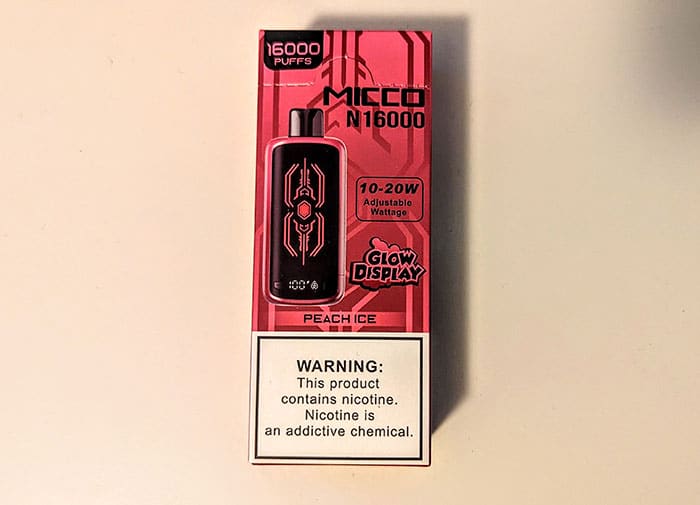 16000
PUFFS
MICCO
N16000
10-20W
Adjustable
Wattage
GLOW
DISPLAY
100%
PEACH ICE
WARNING:
This product
contains nicotine.
Nicotine is
an addictive chemical.